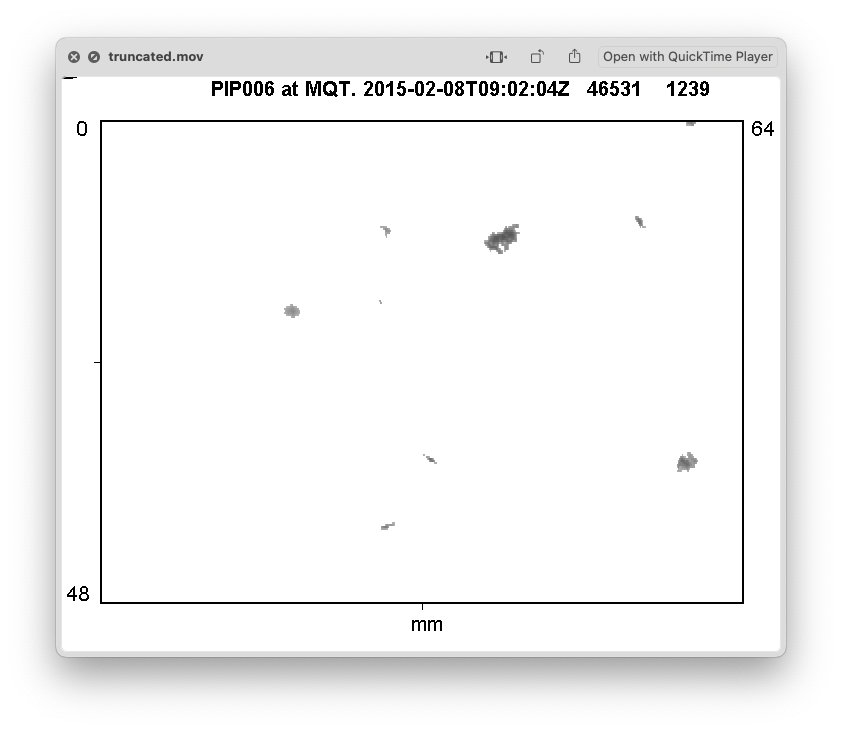 truncated.mov
Open with QuickTime Player
PIP006 at MQT. 2015-02-08T09:02:04Z 46531 1239
0
64
48
mm